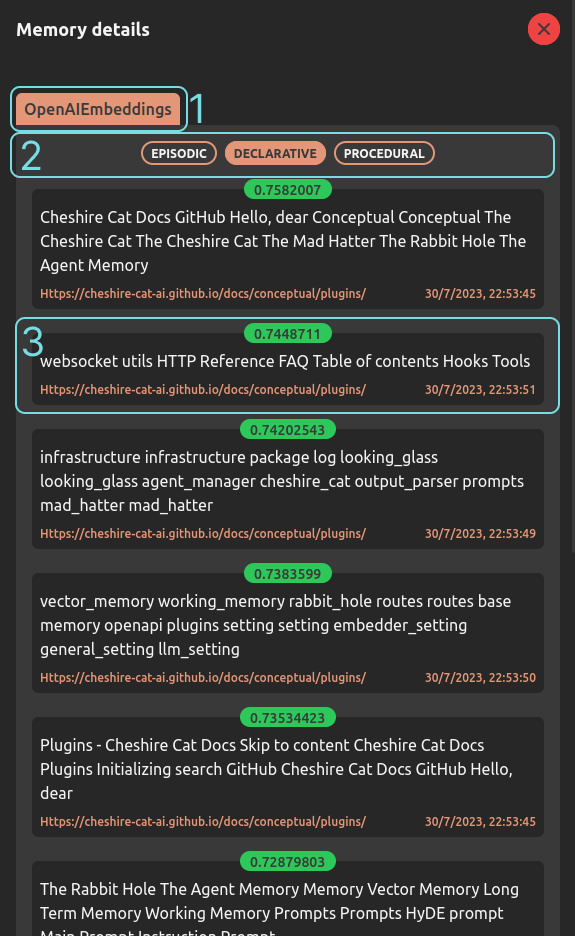 Memory details
OpenAIEmbeddings
1
2
EPISODIC DECLARATIVE PROCEDURAL
0.7582007
Cheshire Cat Docs GitHub Hello, dear Conceptual Conceptual The
Cheshire Cat The Cheshire Cat The Mad Hatter The Rabbit Hole The
Agent Memory
Https://cheshire-cat-ai.github.io/docs/conceptual/plugins/ 30/7/2023, 22:53:45
3
0.7448711
websocket utils HTTP Reference FAQ Table of contents Hooks Tools
Https://cheshire-cat-ai.github.io/docs/conceptual/plugins/ 30/7/2023, 22:53:51
0.74202543
infrastructure infrastructure package log looking_glass
looking_glass agent_manager cheshire_cat output_parser prompts
mad_hatter mad_hatter
Https://cheshire-cat-ai.github.io/docs/conceptual/plugins/ 30/7/2023, 22:53:49
0.7383599
vector_memory working_memory rabbit_hole routes routes base
memory openapi plugins setting setting embedder_setting
general_setting llm_setting
Https://cheshire-cat-ai.github.io/docs/conceptual/plugins/ 30/7/2023, 22:53:50
0.73534423
Plugins - Cheshire Cat Docs Skip to content Cheshire Cat Docs
Plugins Initializing search GitHub Cheshire Cat Docs GitHub Hello,
dear
Https://cheshire-cat-ai.github.io/docs/conceptual/plugins/ 30/7/2023, 22:53:45
0.72879803
The Rabbit Hole The Agent Memory Memory Vector Memory Long
Term Memory Working Memory Prompts Prompts HyDE prompt
Main Prompt Instruction Prompt